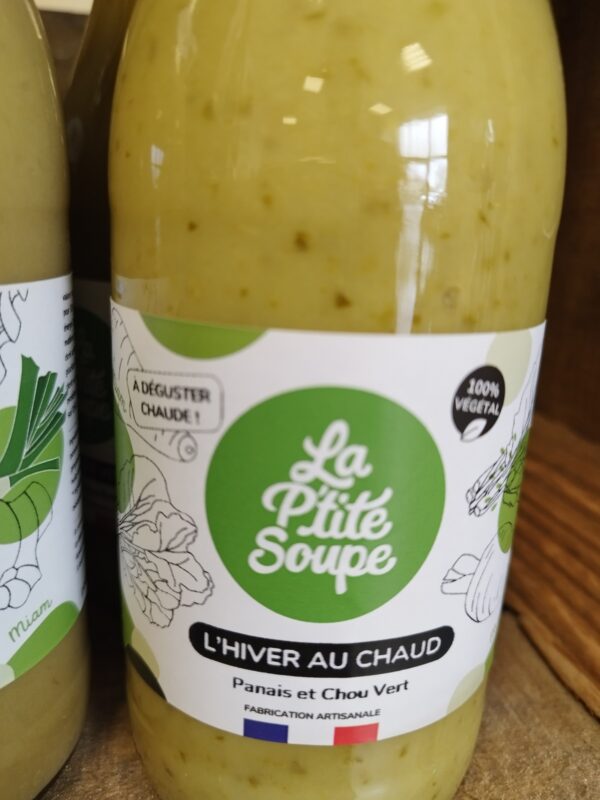 À DÉGUSTER
CHAUDE !
100%
VÉGÉTAL
La
P'tite
Soupe
L'HIVER AU CHAUD
Panais et Chou Vert
FABRICATION ARTISANALE
Miam